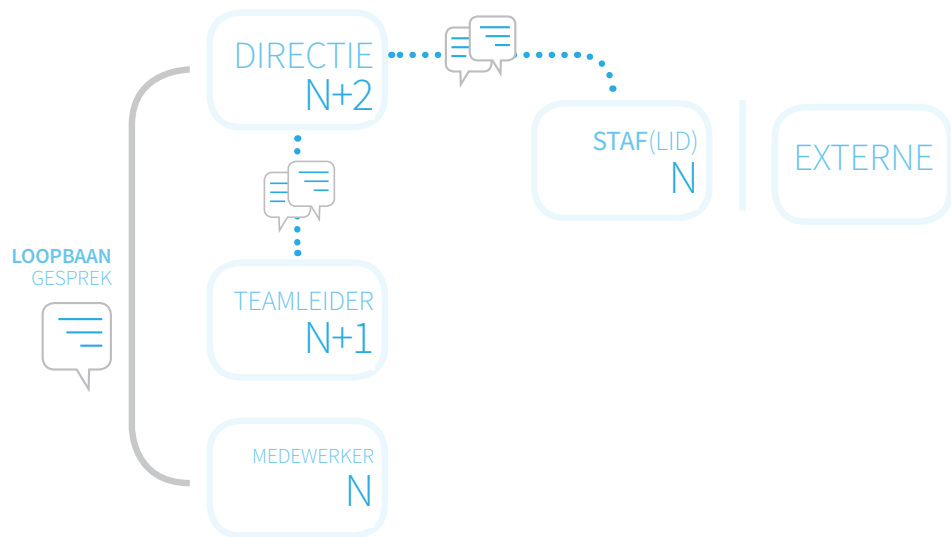 DIRECTIE
N+2
STAF(LID)
N
EXTERNE
LOOPBAAN
GESPREK
TEAMLEIDER
N+1
MEDEWERKER
N